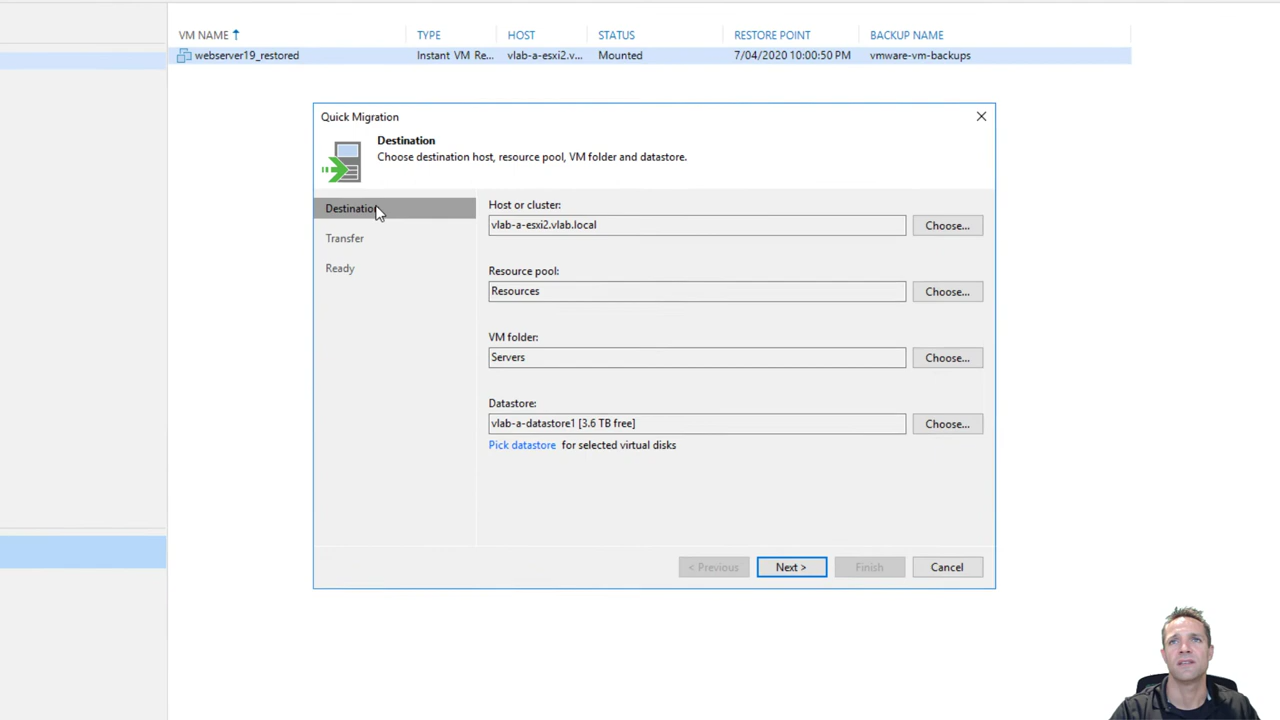 VM NAME TYPE HOST STATUS RESTORE POINT BACKUP NAME
webserver19_restored Instant VM Re... vlab-a-esxi2.v... Mounted 7/04/2020 10:00:50 PM vmware-vm-backups
Quick Migration
Destination
Choose destination host, resource pool, VM folder and datastore.
Destination
Transfer
Ready
Host or cluster:
vlab-a-esxi2.vlab.local Choose...
Resource pool:
Resources Choose...
VM folder:
Servers Choose...
Datastore:
vlab-a-datastore1 [3.6 TB free] Choose...
Pick datastore for selected virtual disks
< Previous Next > Finish Cancel